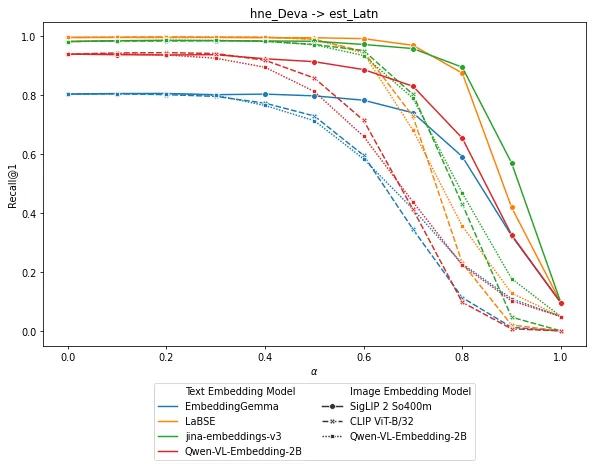 hne_Deva -> est_Latn
1.0
0.8
0.6
0.4
0.2
0.0
Recall@1
0.0 0.2 0.4 0.6 0.8 1.0
α
Text Embedding Model
EmbeddingGemma
LaBSE
jina-embeddings-v3
Qwen-VL-Embedding-2B
Image Embedding Model
SigLIP 2 So400m
CLIP ViT-B/32
Qwen-VL-Embedding-2B